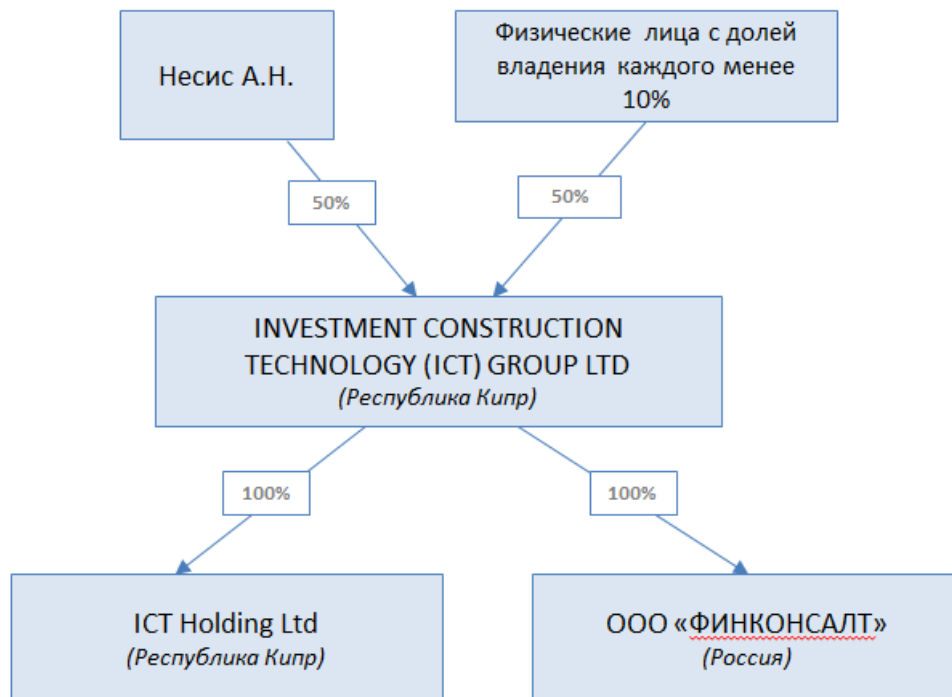 Несис А.Н.
Физические лица с долей
владения каждого менее
10%
50%
50%
INVESTMENT CONSTRUCTION
TECHNOLOGY (ICT) GROUP LTD
(Республика Кипр)
100%
100%
ICT Holding Ltd
(Республика Кипр)
ООО «ФИНКОНСАЛТ»
(Россия)